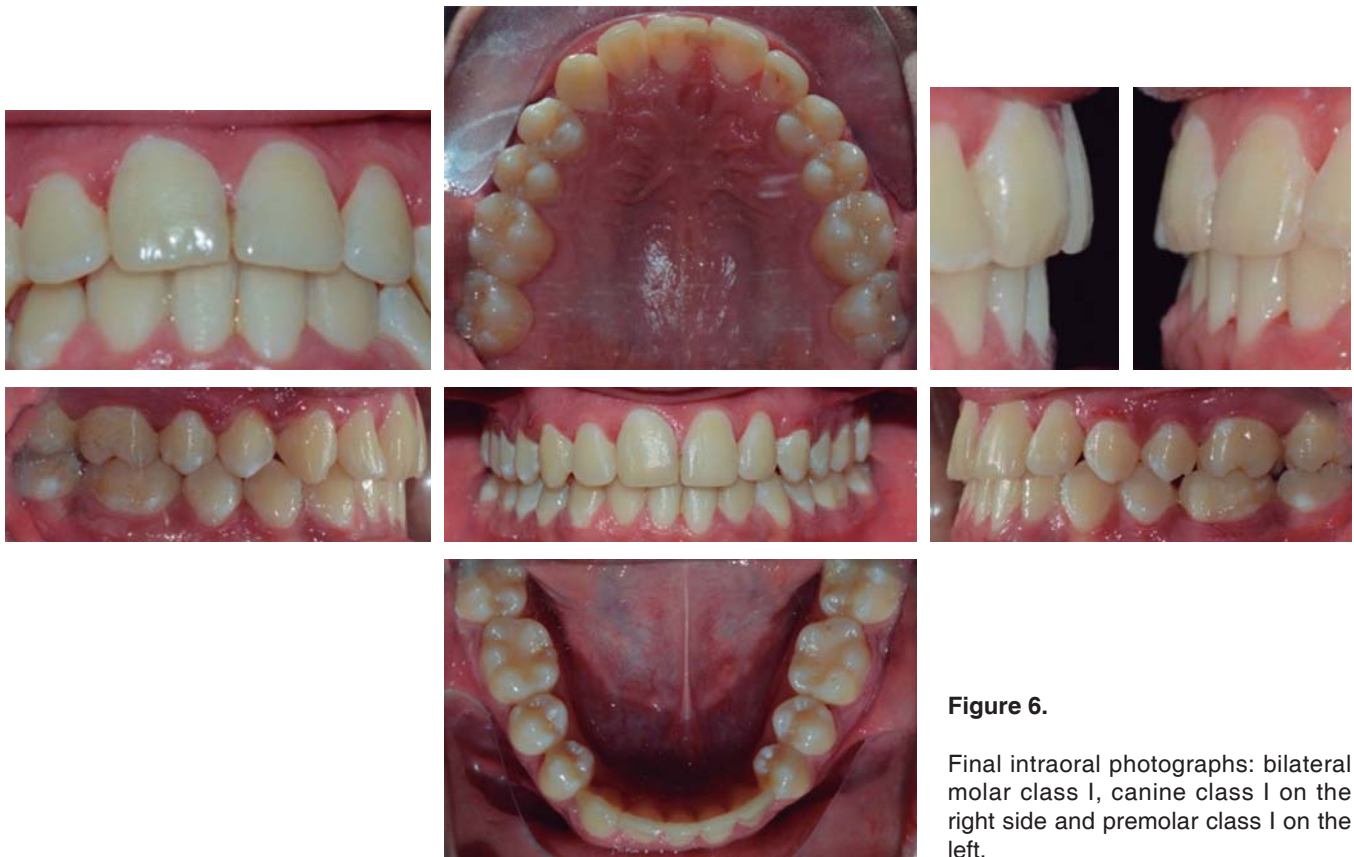 Figure 6.
Final intraoral photographs: bilateral
molar class I, canine class I on the
right side and premolar class I on the
left.